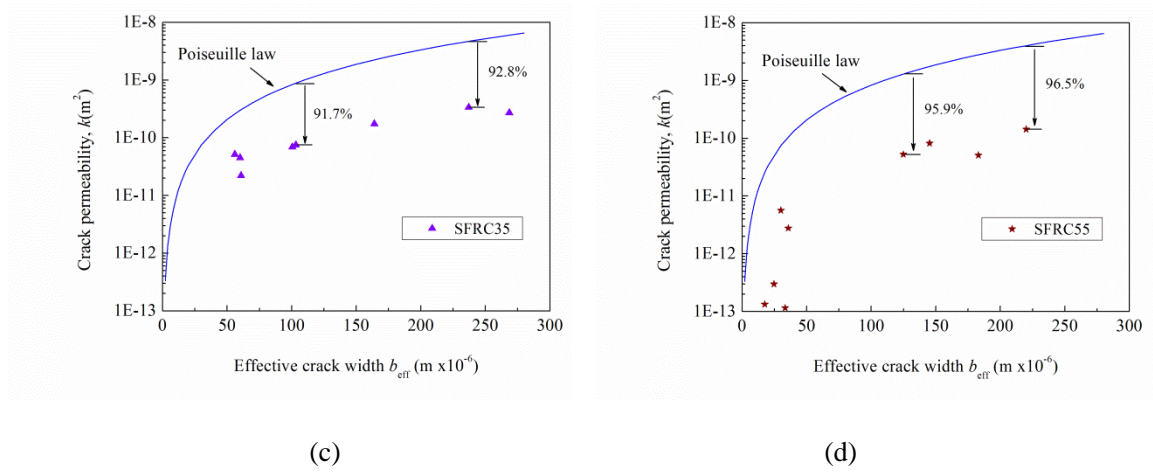 1E-8
1E-9
1E-10
1E-11
1E-12
1E-13
Crack permeability, k(m²)
Poiseuille law
92.8%
91.7%
SFRC35
0 50 100 150 200 250 300
Effective crack width b_eff (m x10⁻⁶)
(c)
1E-8
1E-9
1E-10
1E-11
1E-12
1E-13
Crack permeability, k(m²)
Poiseuille law
96.5%
95.9%
SFRC55
0 50 100 150 200 250 300
Effective crack width b_eff (m x10⁻⁶)
(d)